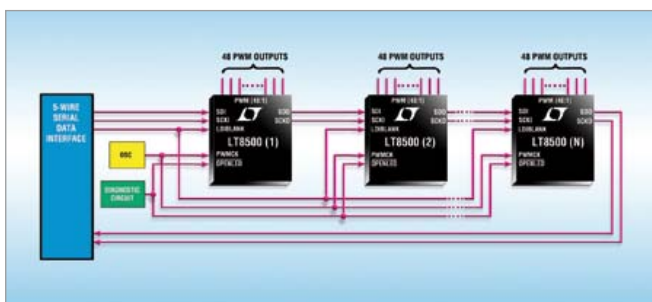 48 PWM OUTPUTS
48 PWM OUTPUTS
48 PWM OUTPUTS
5-WIRE
SERIAL
DATA
INTERFACE
OSC
DIAGNOSTIC
CIRCUIT
PWM (48:1)
SDI
SCKI
LDIBLANK
SDO
SCKO
LT8500 (1)
PWMCK
OPENLED
PWM (48:1)
SDI
SCKI
LDIBLANK
SDO
SCKO
LT8500 (2)
PWMCK
OPENLED
PWM (48:1)
SDI
SCKI
LDIBLANK
SDO
SCKO
LT8500 (N)
PWMCK
OPENLED